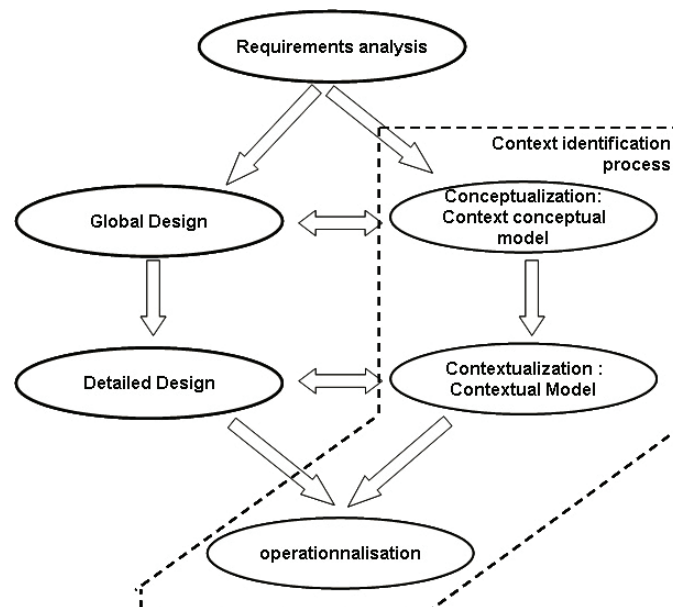 Requirements analysis
Context identification
process
Global Design
Conceptualization:
Context conceptual
model
Detailed Design
Contextualization :
Contextual Model
operationnalisation